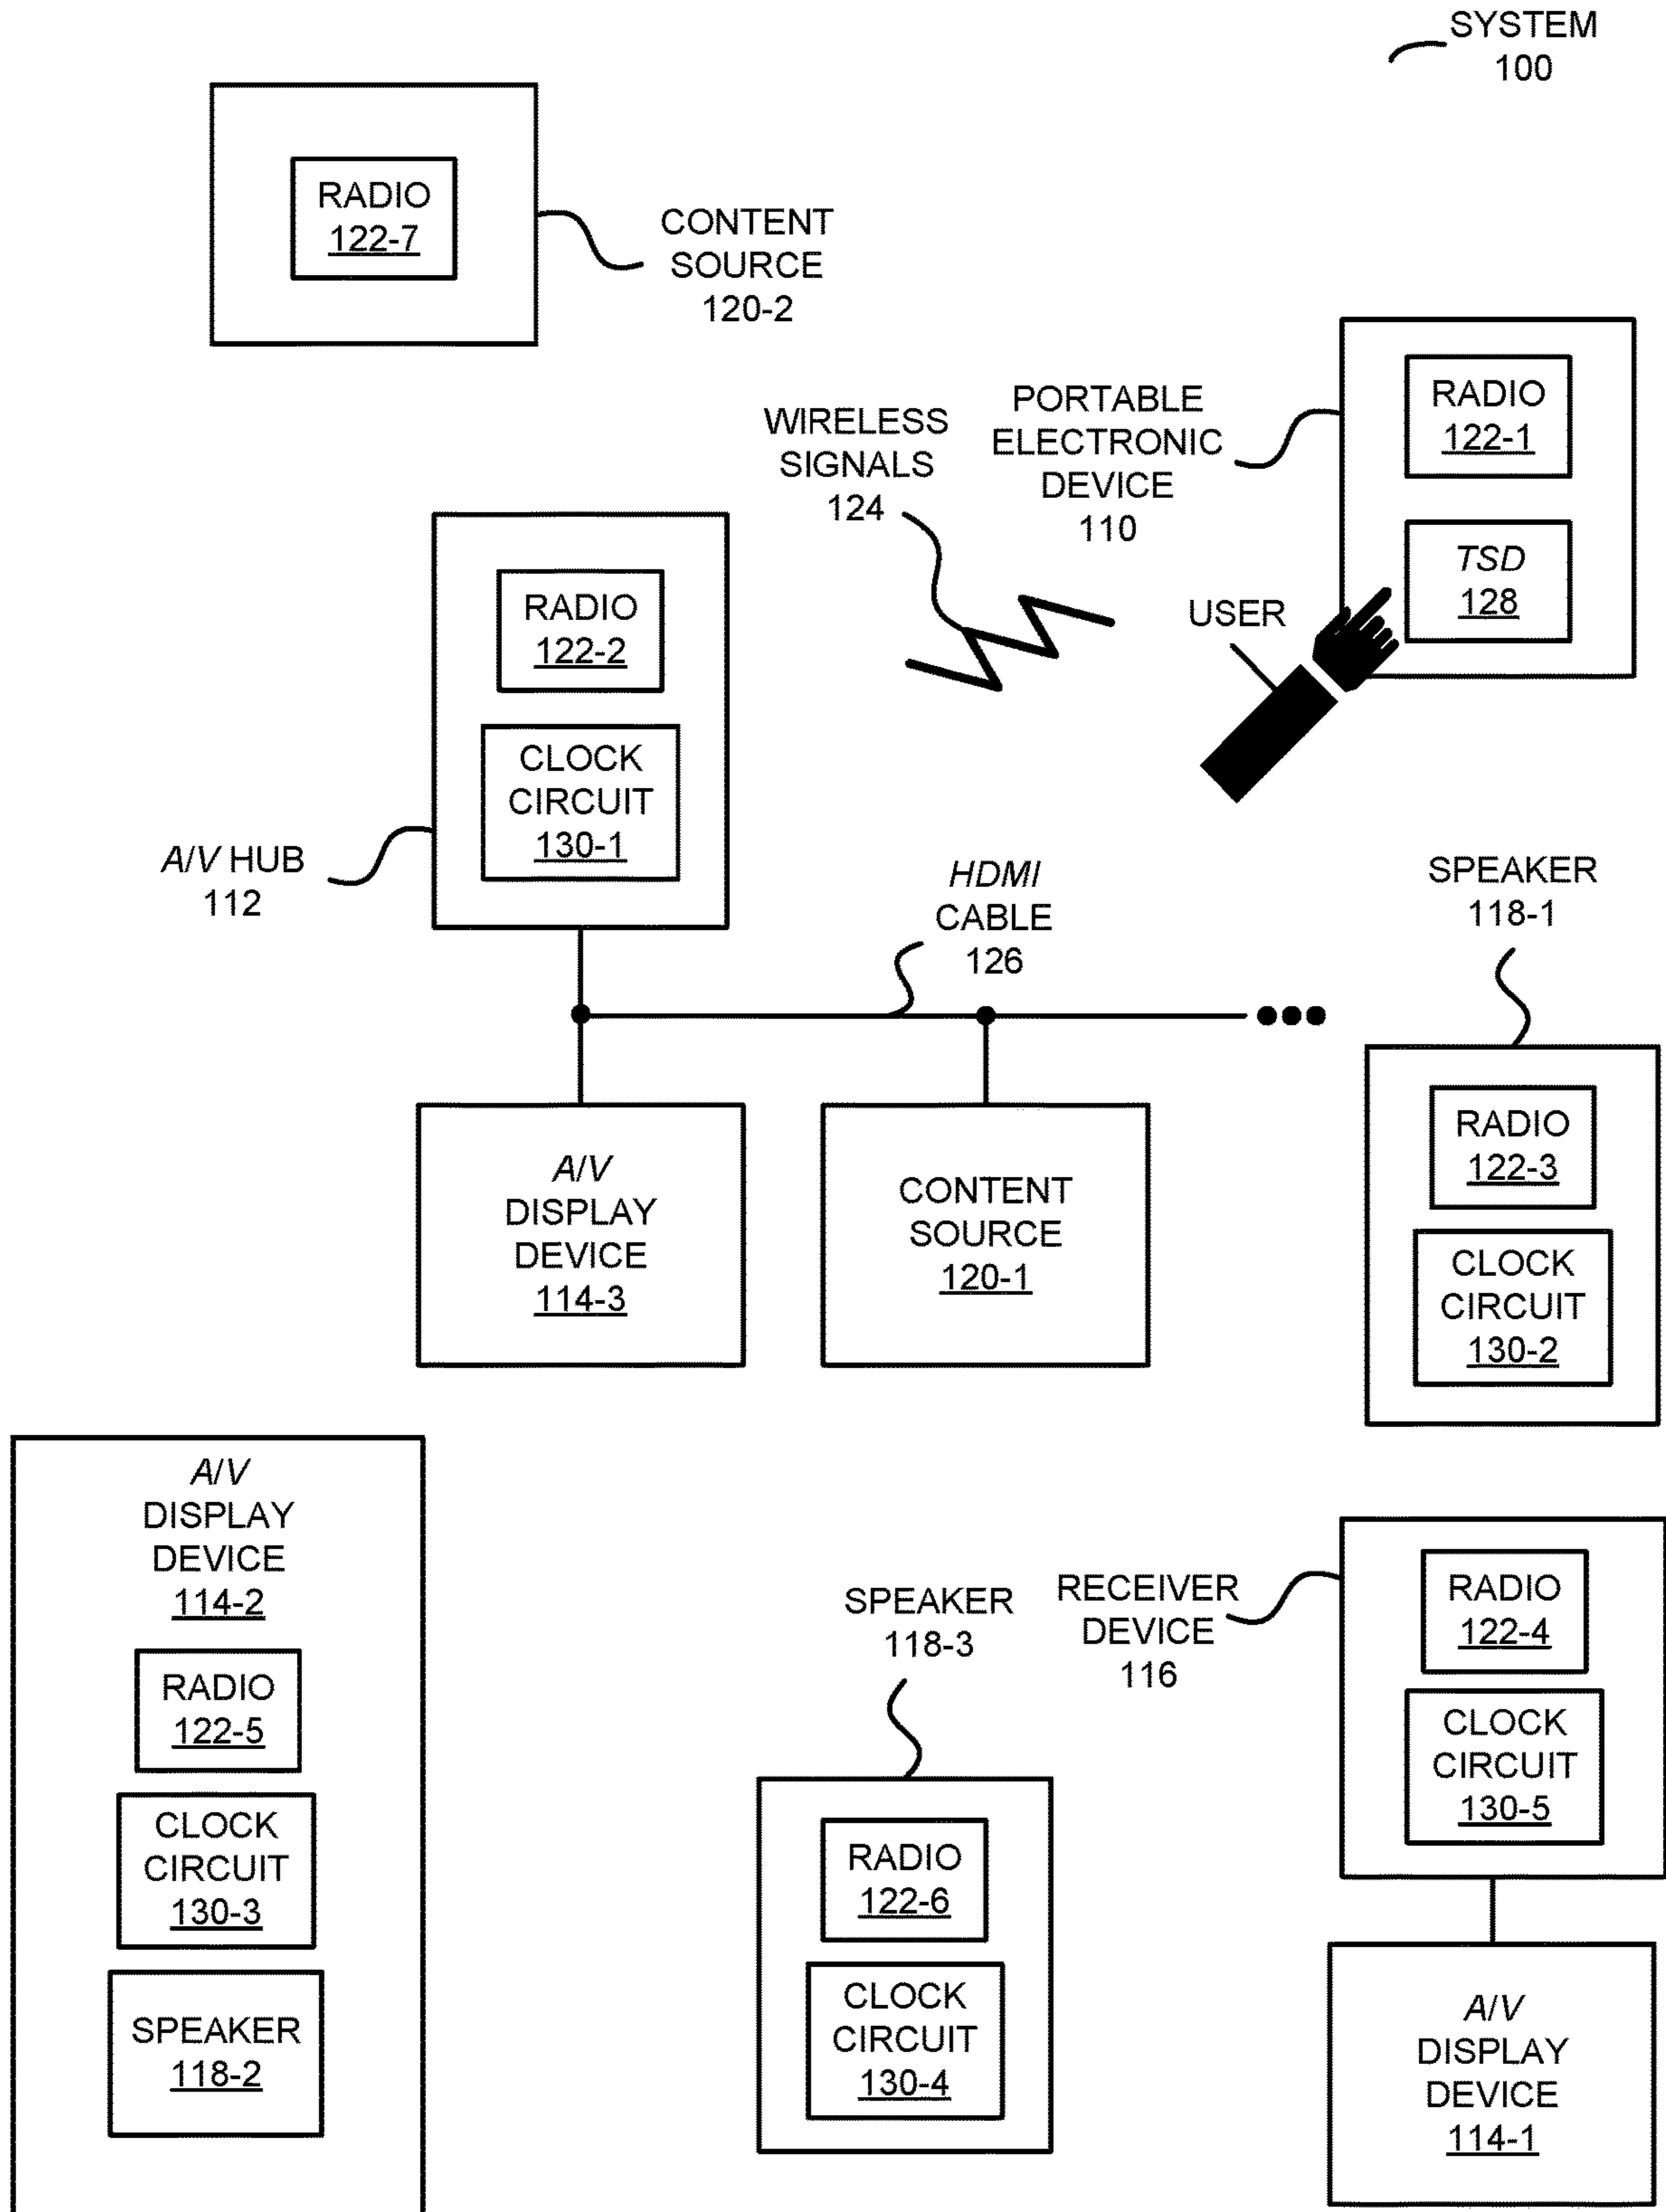 SYSTEM
100
RADIO
122-7
CONTENT
SOURCE
120-2
PORTABLE
ELECTRONIC
DEVICE
110
RADIO
122-1
TSD
128
WIRELESS
SIGNALS
124
USER
RADIO
122-2
CLOCK
CIRCUIT
130-1
A/V HUB
112
HDMI
CABLE
126
SPEAKER
118-1
RADIO
122-3
CLOCK
CIRCUIT
130-2
A/V
DISPLAY
DEVICE
114-3
CONTENT
SOURCE
120-1
A/V
DISPLAY
DEVICE
114-2
RADIO
122-5
CLOCK
CIRCUIT
130-3
SPEAKER
118-2
SPEAKER
118-3
RADIO
122-6
CLOCK
CIRCUIT
130-4
RECEIVER
DEVICE
116
RADIO
122-4
CLOCK
CIRCUIT
130-5
A/V
DISPLAY
DEVICE
114-1